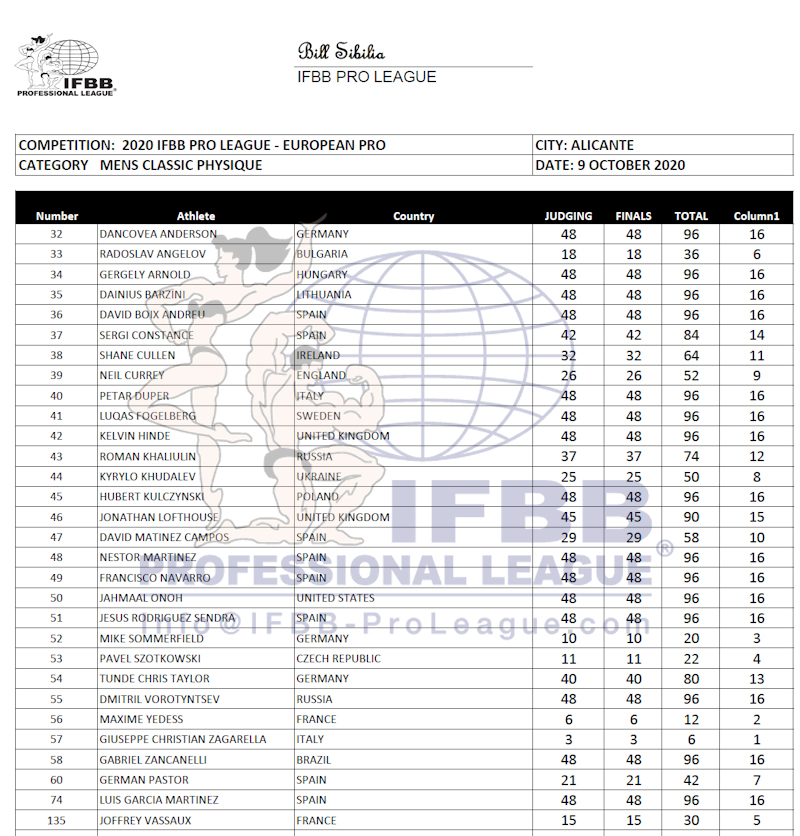 Bill Sibilia
IFBB PRO LEAGUE
IFBB
PROFESSIONAL LEAGUE®
COMPETITION: 2020 IFBB PRO LEAGUE - EUROPEAN PRO CITY: ALICANTE
CATEGORY MENS CLASSIC PHYSIQUE DATE: 9 OCTOBER 2020
Number Athlete Country JUDGING FINALS TOTAL Column1
32 DANCOVEA ANDERSON GERMANY 48 48 96 16
33 RADOSLAV ANGELOV BULGARIA 18 18 36 6
34 GERGELY ARNOLD HUNGARY 48 48 96 16
35 DAINIUS BARZINI LITHUANIA 48 48 96 16
36 DAVID BOIX ANDREU SPAIN 48 48 96 16
37 SERGI CONSTANCE SPAIN 42 42 84 14
38 SHANE CULLEN IRELAND 32 32 64 11
39 NEIL CURREY ENGLAND 26 26 52 9
40 PETAR DUPER ITALY 48 48 96 16
41 LUQAS FOGELBERG SWEDEN 48 48 96 16
42 KELVIN HINDE UNITED KINGDOM 48 48 96 16
43 ROMAN KHALIULIN RUSSIA 37 37 74 12
44 KYRYLO KHUDALEV UKRAINE 25 25 50 8
45 HUBERT KULCZYNSKI POLAND 48 48 96 16
46 JONATHAN LOFTHOUSE UNITED KINGDOM 45 45 90 15
47 DAVID MATINEZ CAMPOS SPAIN 29 29 58 10
48 NESTOR MARTINEZ SPAIN 48 48 96 16
49 FRANCISCO NAVARRO SPAIN 48 48 96 16
50 JAHMAAL ONOH UNITED STATES 48 48 96 16
51 JESUS RODRIGUEZ SENDRA SPAIN 48 48 96 16
52 MIKE SOMMERFIELD GERMANY 10 10 20 3
53 PAVEL SZOTKOWSKI CZECH REPUBLIC 11 11 22 4
54 TUNDE CHRIS TAYLOR GERMANY 40 40 80 13
55 DMITRIL VOROTYNTSEV RUSSIA 48 48 96 16
56 MAXIME YEDESS FRANCE 6 6 12 2
57 GIUSEPPE CHRISTIAN ZAGARELLA ITALY 3 3 6 1
58 GABRIEL ZANCANELLI BRAZIL 48 48 96 16
60 GERMAN PASTOR SPAIN 21 21 42 7
74 LUIS GARCIA MARTINEZ SPAIN 48 48 96 16
135 JOFFREY VASSAUX FRANCE 15 15 30 5
IFBB
PROFESSIONAL LEAGUE®
info@IFBB-ProLeague.com